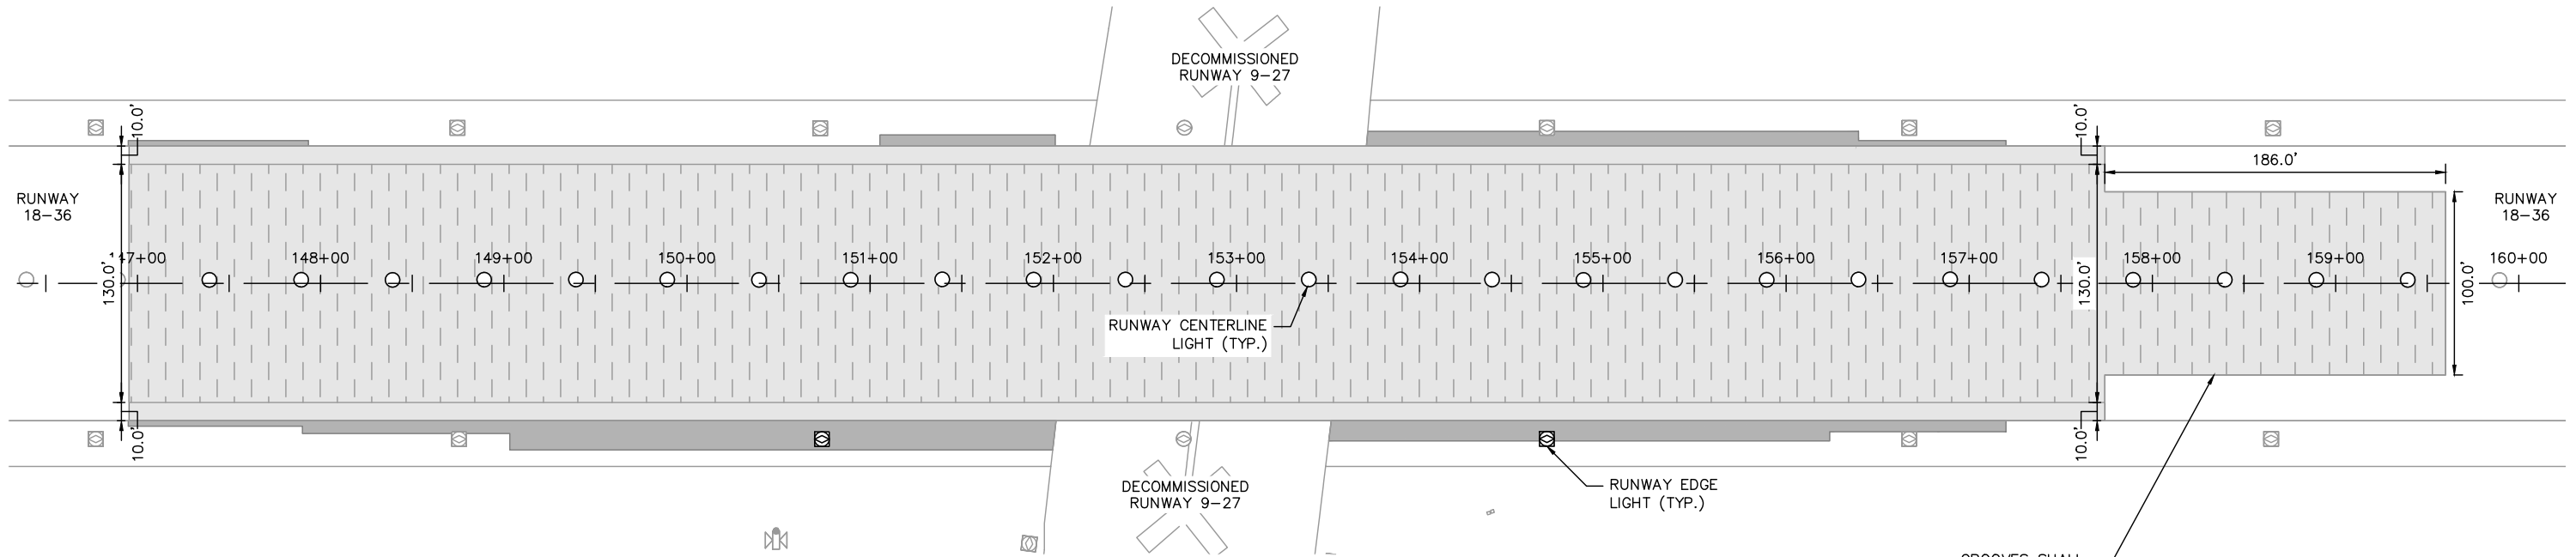 DECOMMISSIONED
RUNWAY 9-27
10.0'
10.0'
186.0'
RUNWAY
18-36
RUNWAY
18-36
130.0'
47+00
148+00
149+00
150+00
151+00
152+00
153+00
154+00
155+00
156+00
157+00
130.0'
158+00
159+00
100.0'
160+00
RUNWAY CENTERLINE
LIGHT (TYP.)
10.0'
10.0'
DECOMMISSIONED
RUNWAY 9-27
RUNWAY EDGE
LIGHT (TYP.)
GROOVES SHALL